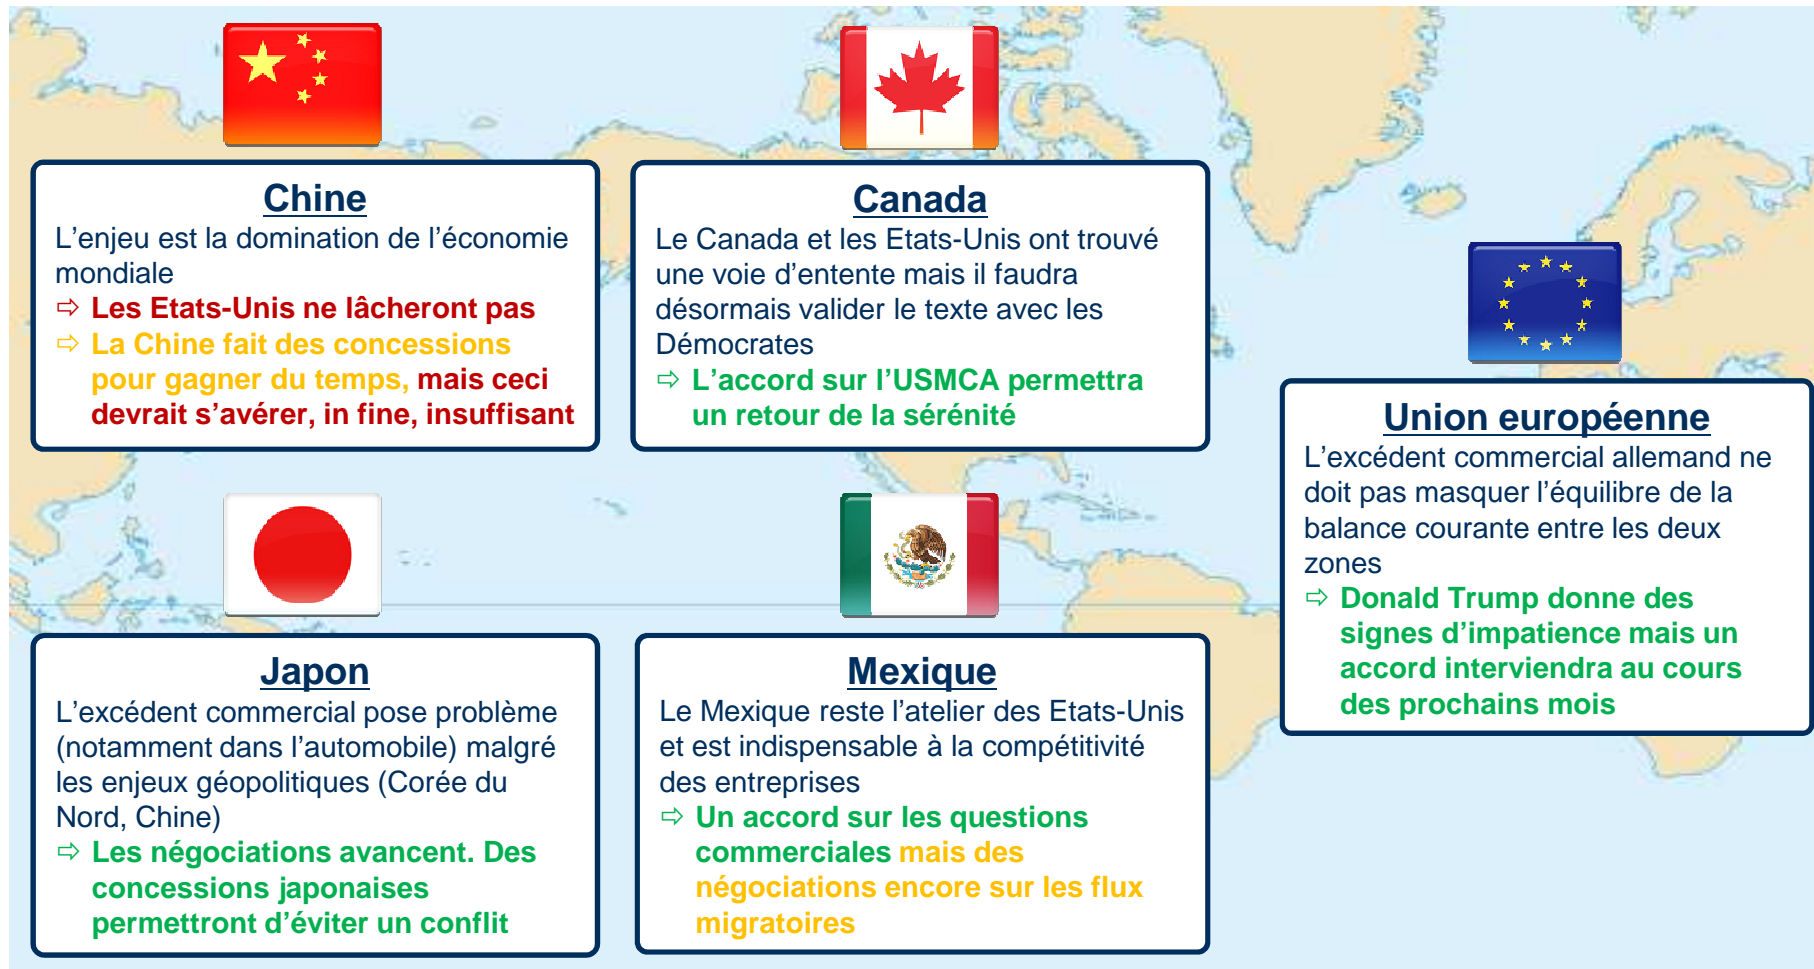 Chine
L’enjeu est la domination de l’économie
mondiale
⇨ Les Etats-Unis ne lâcheront pas
⇨ La Chine fait des concessions
pour gagner du temps, mais ceci
devrait s’avérer, in fine, insuffisant
Canada
Le Canada et les Etats-Unis ont trouvé
une voie d’entente mais il faudra
désormais valider le texte avec les
Démocrates
⇨ L’accord sur l’USMCA permettra
un retour de la sérénité
Union européenne
L’excédent commercial allemand ne
doit pas masquer l’équilibre de la
balance courante entre les deux
zones
⇨ Donald Trump donne des
signes d’impatience mais un
accord interviendra au cours
des prochains mois
Japon
L’excédent commercial pose problème
(notamment dans l’automobile) malgré
les enjeux géopolitiques (Corée du
Nord, Chine)
⇨ Les négociations avancent. Des
concessions japonaises
permettront d’éviter un conflit
Mexique
Le Mexique reste l’atelier des Etats-Unis
et est indispensable à la compétitivité
des entreprises
⇨ Un accord sur les questions
commerciales mais des
négociations encore sur les flux
migratoires